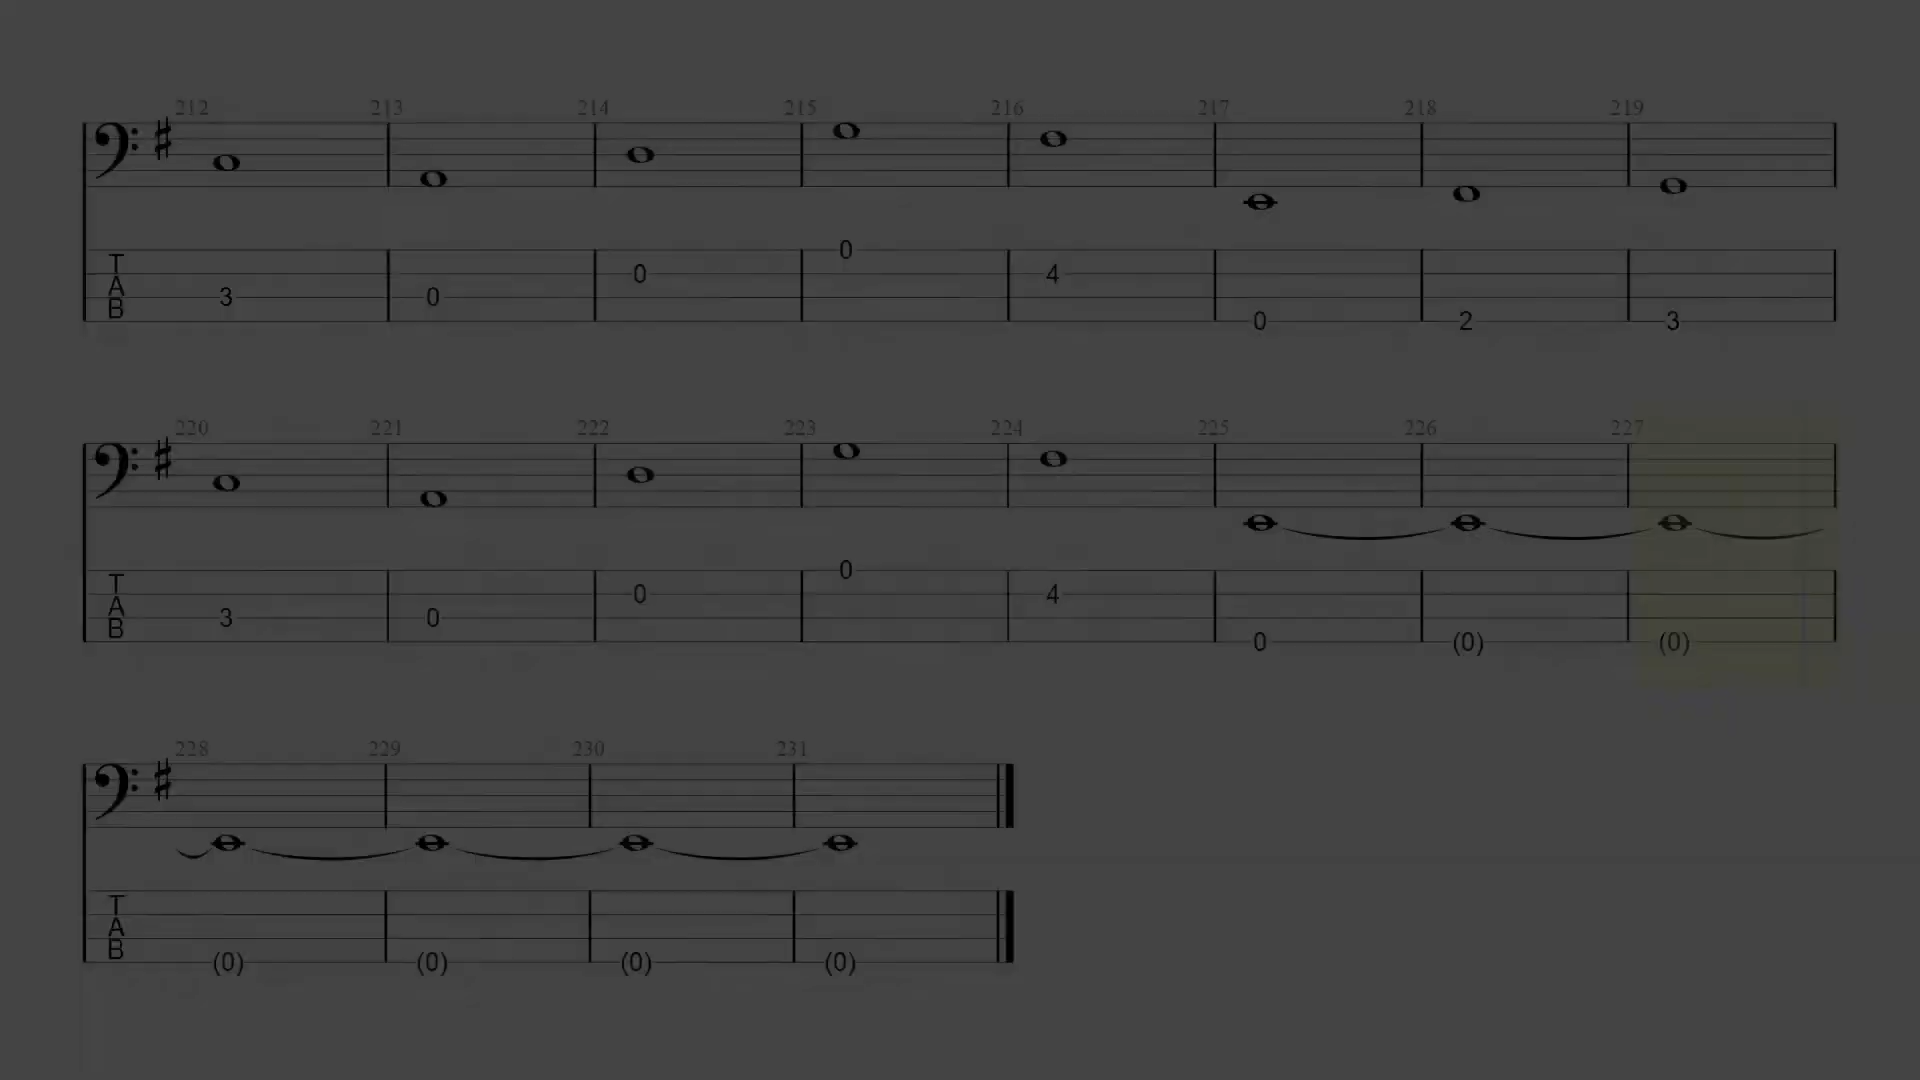 212 213 214 215 216 217 218 219
0
0 4
T
A
B
3 0
0 2 3
220 221 222 223 224 225 226 227
0
0 4
T
A
B
3 0
0 (0) (0)
228 229 230 231
T
A
B
(0) (0) (0) (0)